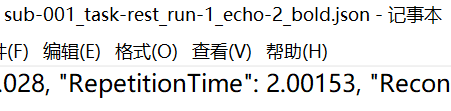 sub-001_task-rest_run-1_echo-2_bold.json - 记事本
(F) 编辑(E) 格式(O) 查看(V) 帮助(H)
.028, "RepetitionTime": 2.00153, "Recon